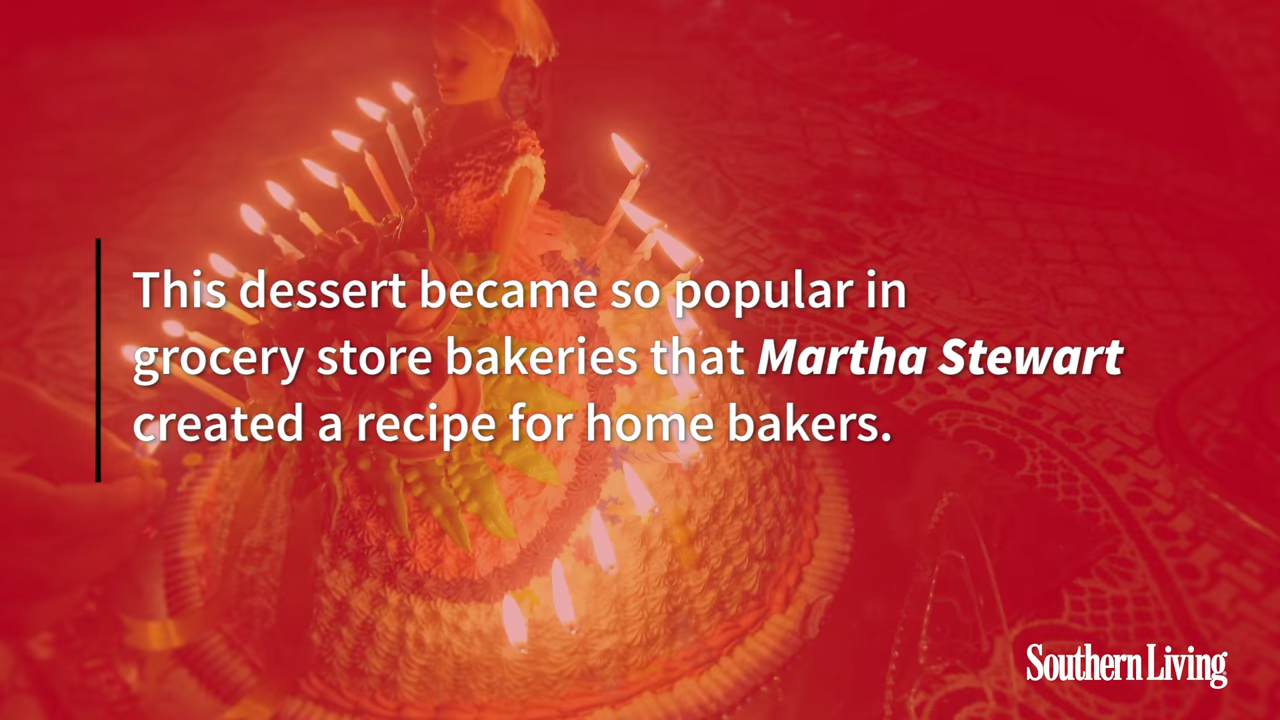 This dessert became so popular in
grocery store bakeries that Martha Stewart
created a recipe for home bakers.
Southern Living